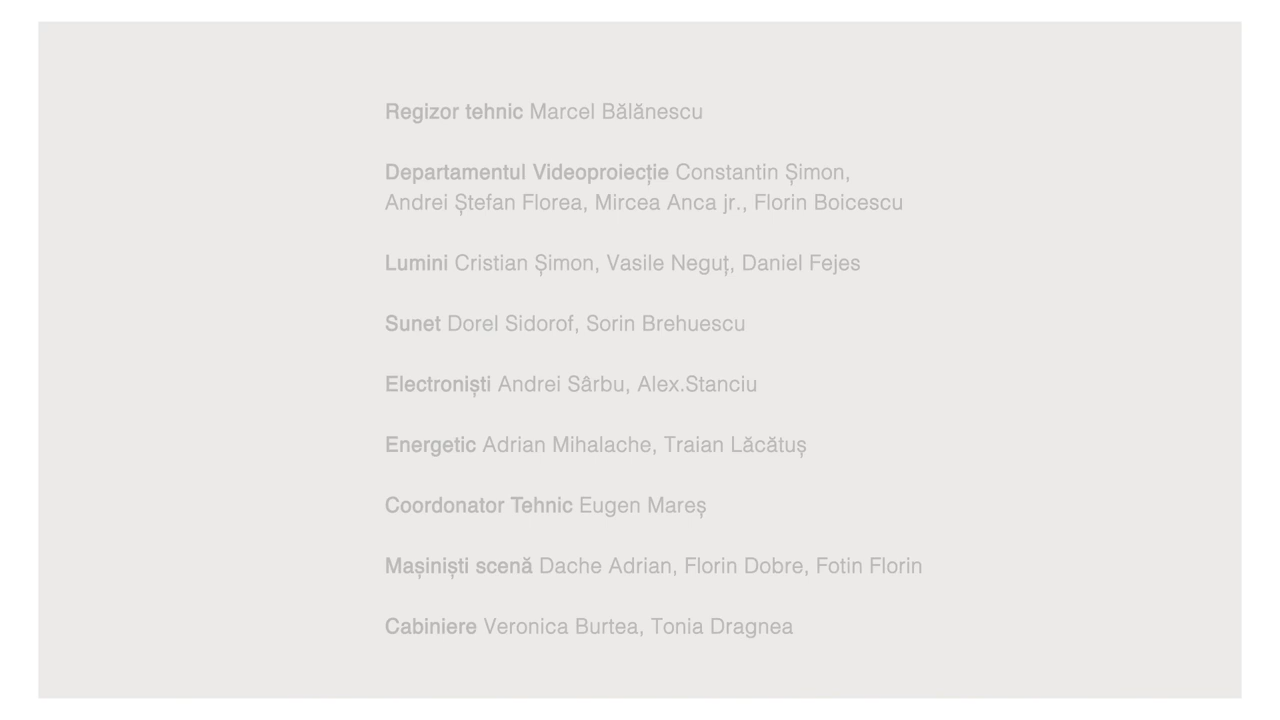 Regizor tehnic Marcel Bălănescu
Departamentul Videoproiecție Constantin Șimon,
Andrei Ștefan Florea, Mircea Anca jr., Florin Boicescu
Lumini Cristian Șimon, Vasile Neguț, Daniel Fejes
Sunet Dorel Sidorof, Sorin Brehuescu
Electroniști Andrei Sârbu, Alex.Stanciu
Energetic Adrian Mihalache, Traian Lăcătuș
Coordonator Tehnic Eugen Mareș
Mașiniști scenă Dache Adrian, Florin Dobre, Fotin Florin
Cabiniere Veronica Burtea, Tonia Dragnea